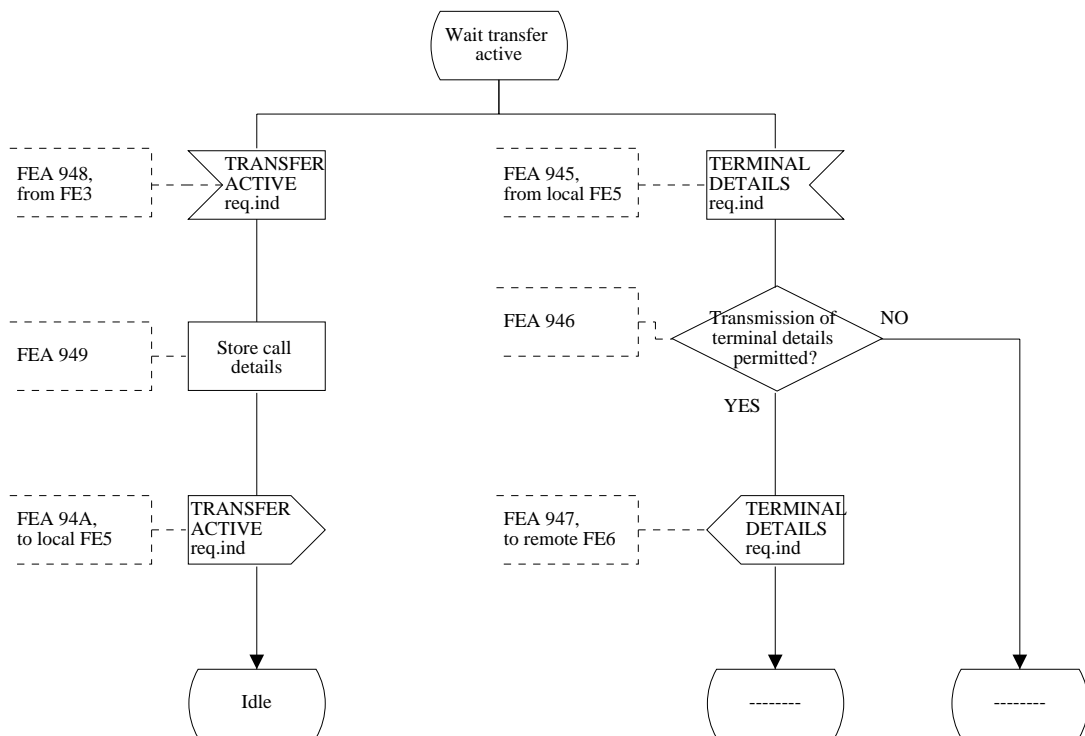 Wait transfer
active
FEA 948,
from FE3
TRANSFER
ACTIVE
req.ind
FEA 945,
from local FE5
TERMINAL
DETAILS
req.ind
FEA 949
Store call
details
FEA 946
Transmission of
terminal details
permitted?
NO
YES
FEA 94A,
to local FE5
TRANSFER
ACTIVE
req.ind
FEA 947,
to remote FE6
TERMINAL
DETAILS
req.ind
Idle
--------
--------